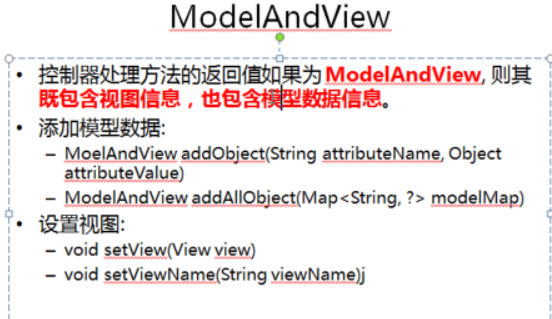 ModelAndView
• 控制器处理方法的返回值如果为 ModelAndView, 则其
既包含视图信息，也包含模型数据信息。
• 添加模型数据:
– MoelAndView addObject(String attributeName, Object
attributeValue)
– ModelAndView addAllObject(Map<String, ?> modelMap)
• 设置视图:
– void setView(View view)
– void setViewName(String viewName)j